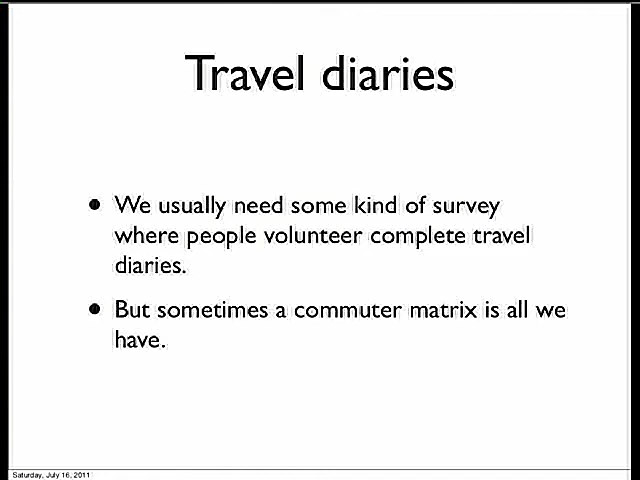 Travel diaries
• We usually need some kind of survey
where people volunteer complete travel
diaries.
• But sometimes a commuter matrix is all we
have.
Saturday, July 16, 2011